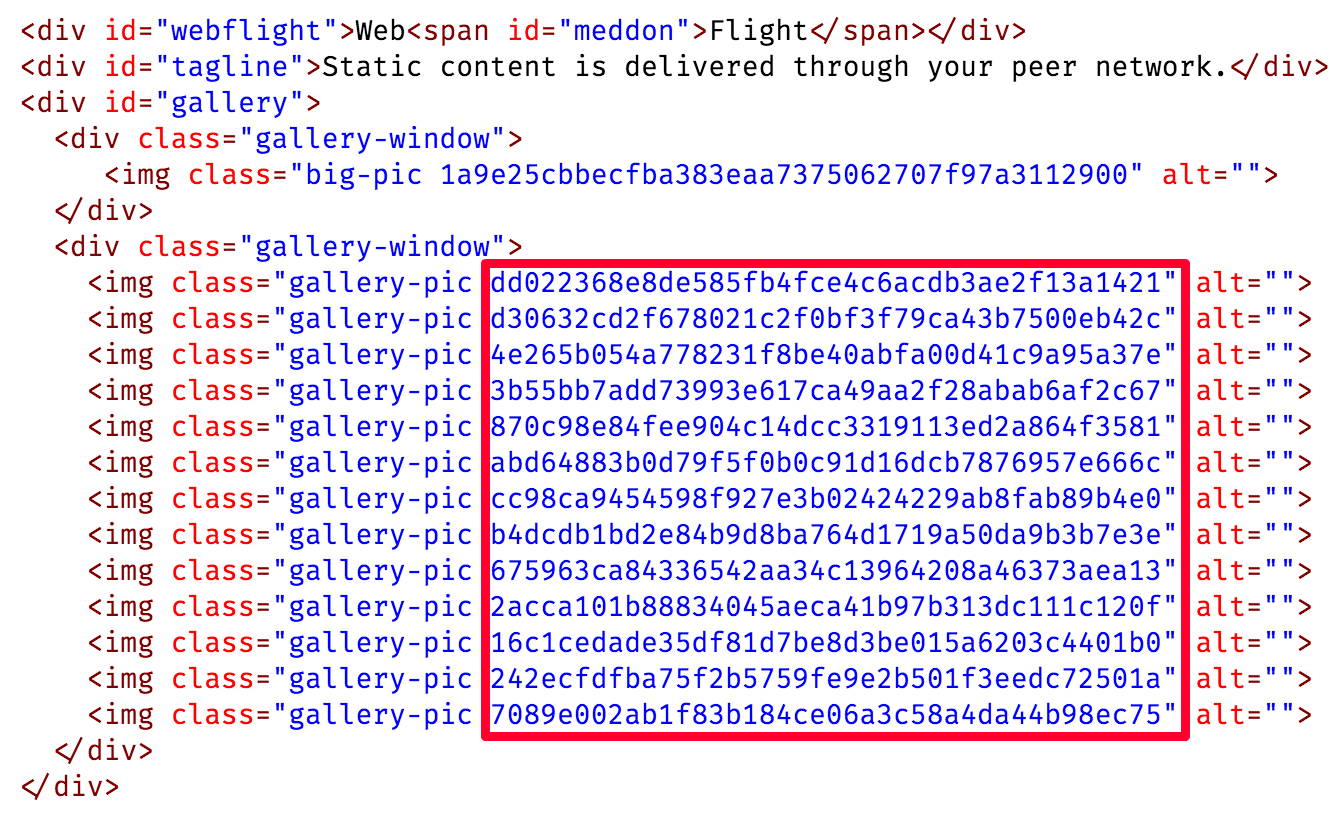 <div id="webflight">Web<span id="meddon">Flight</span></div>
<div id="tagline">Static content is delivered through your peer network.</div>
<div id="gallery">
<div class="gallery-window">
<img class="big-pic 1a9e25cbbecfba383eaa7375062707f97a3112900" alt="">
</div>
<div class="gallery-window">
<img class="gallery-pic dd022368e8de585fb4fce4c6acdb3ae2f13a1421" alt="">
<img class="gallery-pic d30632cd2f678021c2f0bf3f79ca43b7500eb42c" alt="">
<img class="gallery-pic 4e265b054a778231f8be40abfa00d41c9a95a37e" alt="">
<img class="gallery-pic 3b55bb7add73993e617ca49aa2f28abab6af2c67" alt="">
<img class="gallery-pic 870c98e84fee904c14dcc3319113ed2a864f3581" alt="">
<img class="gallery-pic abd64883b0d79f5f0b0c91d16dcb7876957e666c" alt="">
<img class="gallery-pic cc98ca9454598f927e3b02424229ab8fab89b4e0" alt="">
<img class="gallery-pic b4dcdb1bd2e84b9d8ba764d1719a50da9b3b7e3e" alt="">
<img class="gallery-pic 675963ca84336542aa34c13964208a46373aea13" alt="">
<img class="gallery-pic 2acca101b88834045aeca41b97b313dc111c120f" alt="">
<img class="gallery-pic 16c1cedade35df81d7be8d3be015a6203c4401b0" alt="">
<img class="gallery-pic 242ecfdfba75f2b5759fe9e2b501f3eedc72501a" alt="">
<img class="gallery-pic 7089e002ab1f83b184ce06a3c58a4da44b98ec75" alt="">
</div>
</div>